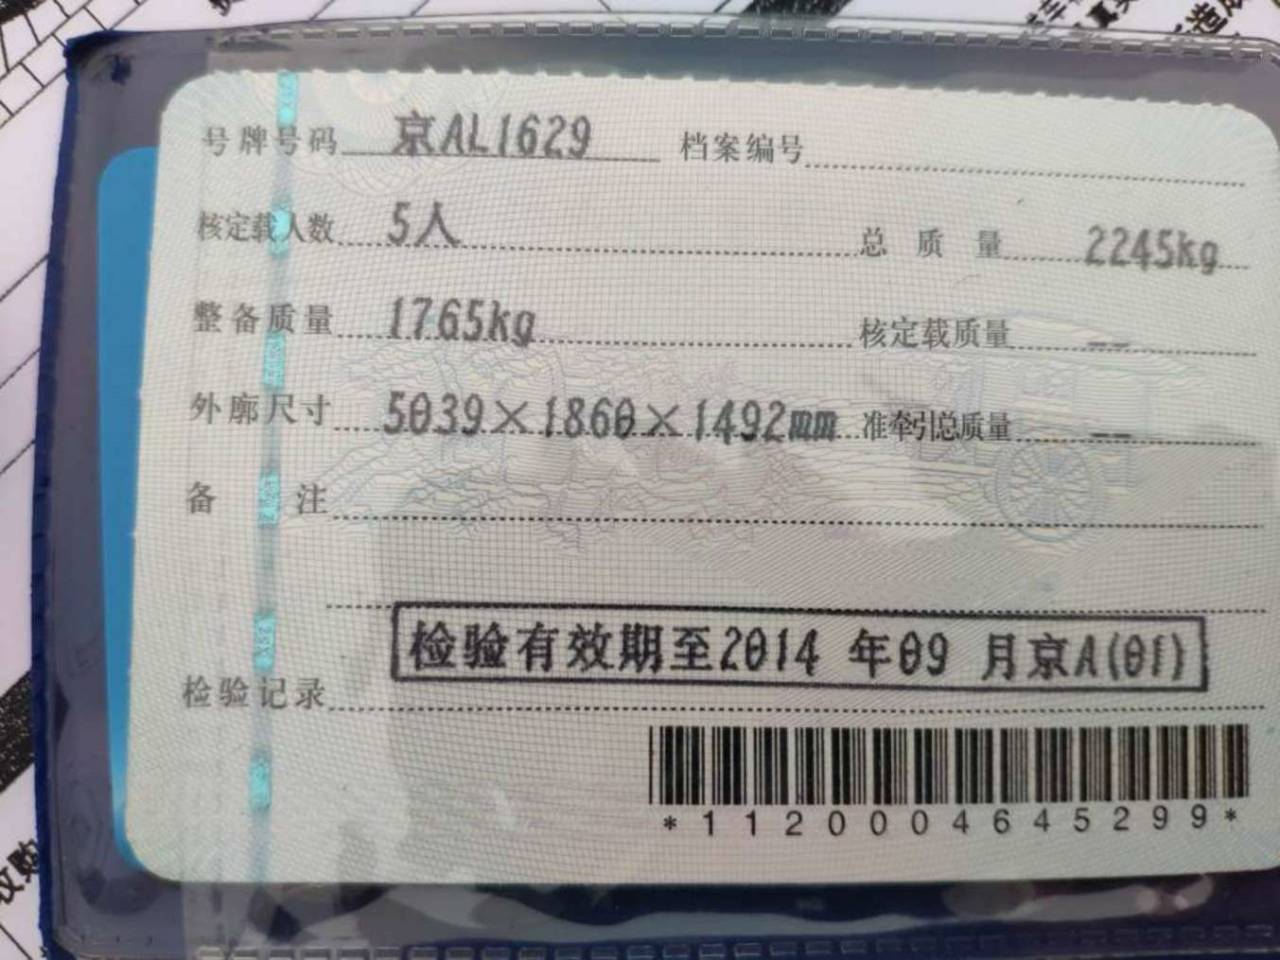 号牌号码 京AL1629 档案编号
核定载人数 5人 总质量 2245kg
整备质量 1765kg 核定载质量 --
外廓尺寸 5039×1860×1492mm 准牵引总质量 --
备注
检验有效期至2014 年09 月京A(01)
检验记录
*1120004645299*